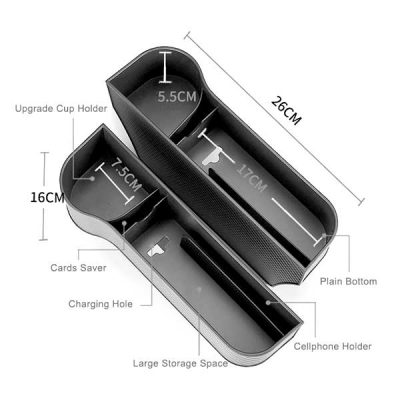 5.5CM
26CM
Upgrade Cup Holder
7.5CM
17CM
16CM
Cards Saver
Plain Bottom
Charging Hole
Cellphone Holder
Large Storage Space